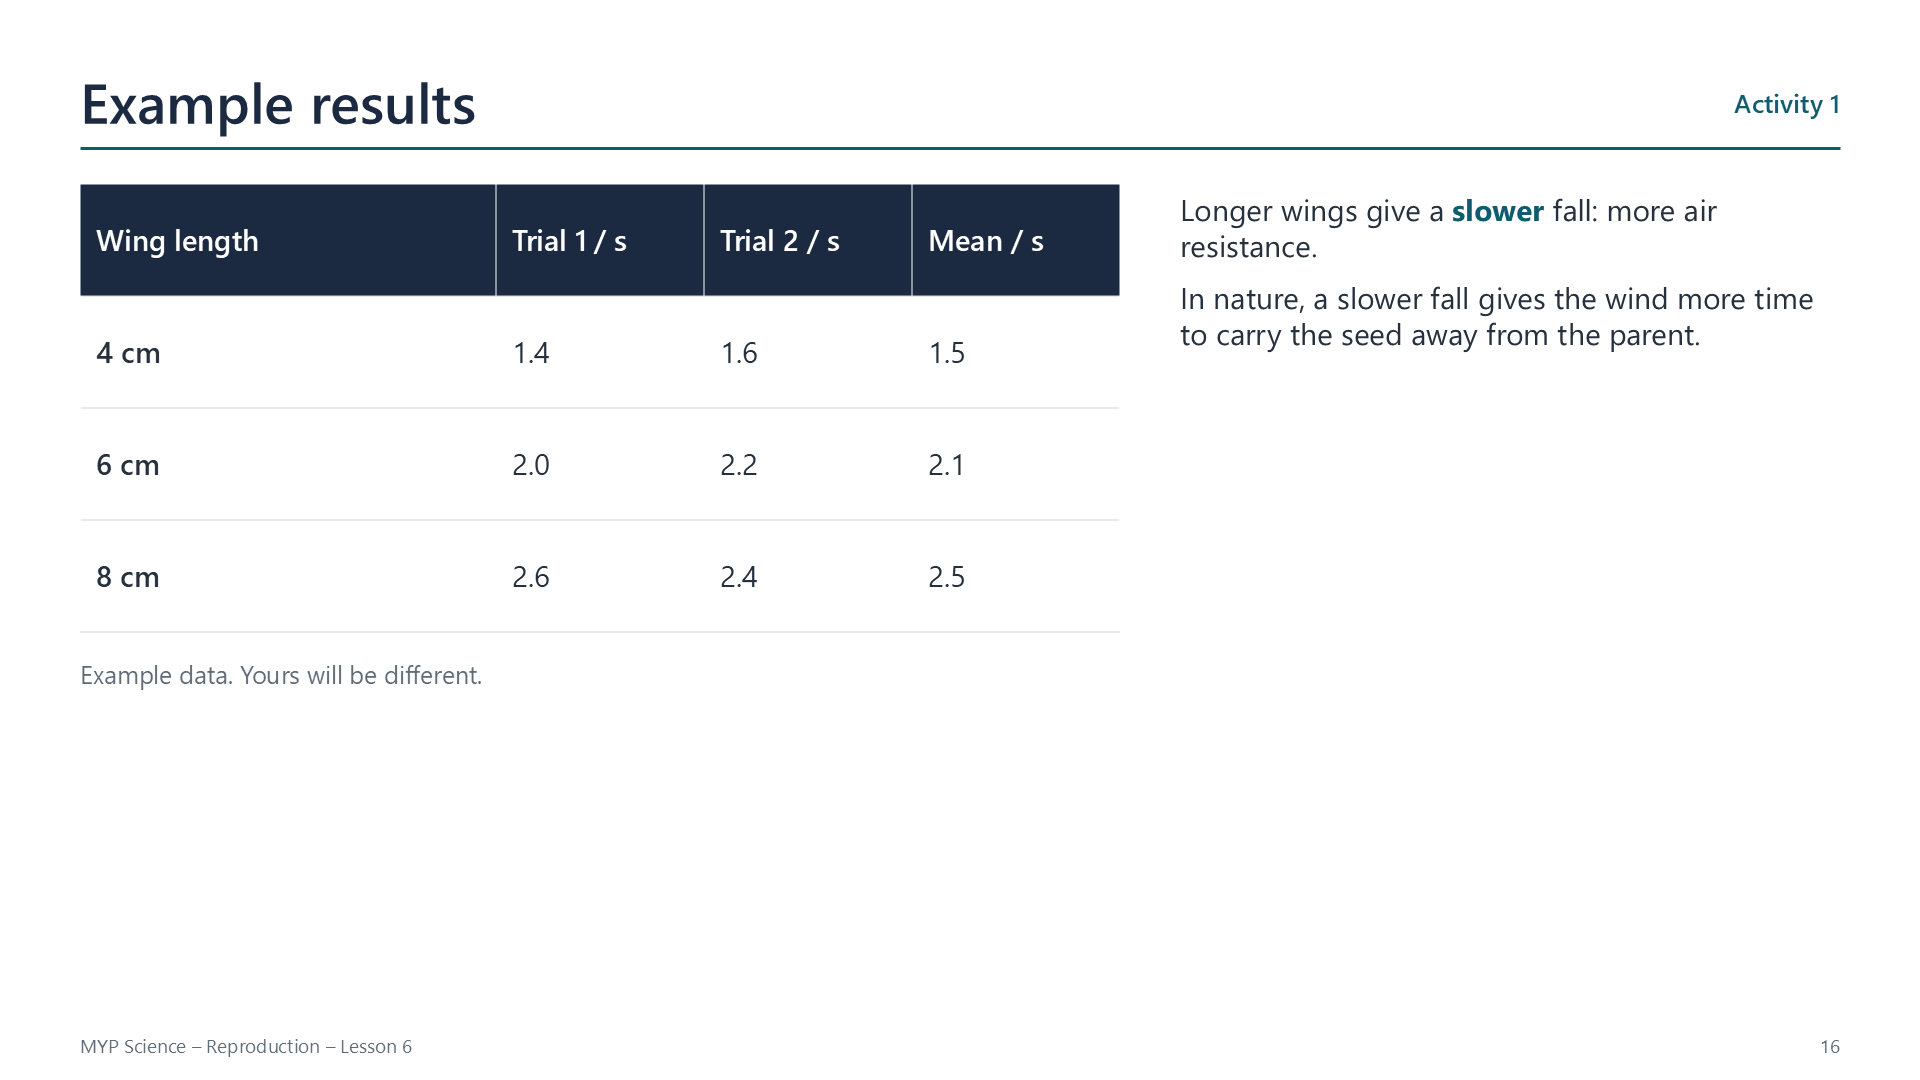 Example results
Activity 1
Wing length Trial 1 / s Trial 2 / s Mean / s
4 cm 1.4 1.6 1.5
6 cm 2.0 2.2 2.1
8 cm 2.6 2.4 2.5
Example data. Yours will be different.
Longer wings give a slower fall: more air
resistance.
In nature, a slower fall gives the wind more time
to carry the seed away from the parent.
MYP Science – Reproduction – Lesson 6
16